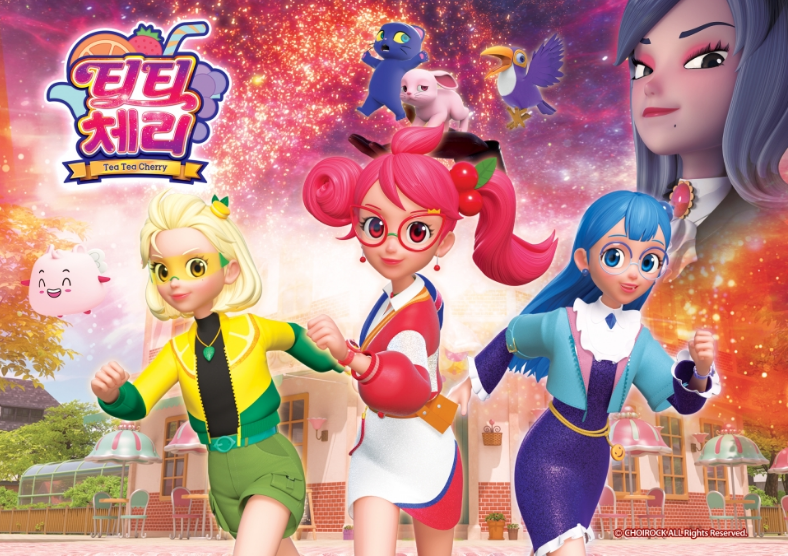 티티
체리
Tea Tea Cherry
© CHOIROCK ALL Rights Reserved.